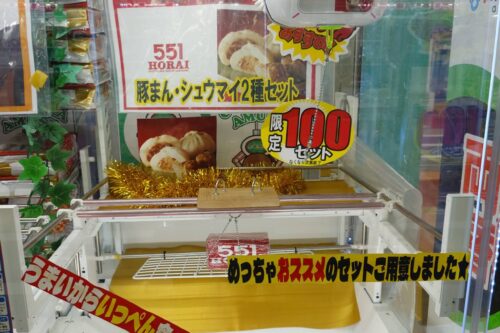 551
HORAI
豚まん・シュウマイ2種セット
限定100
セット
551
めっちゃおススメのセットご用意しました★
うまいからいっぺん